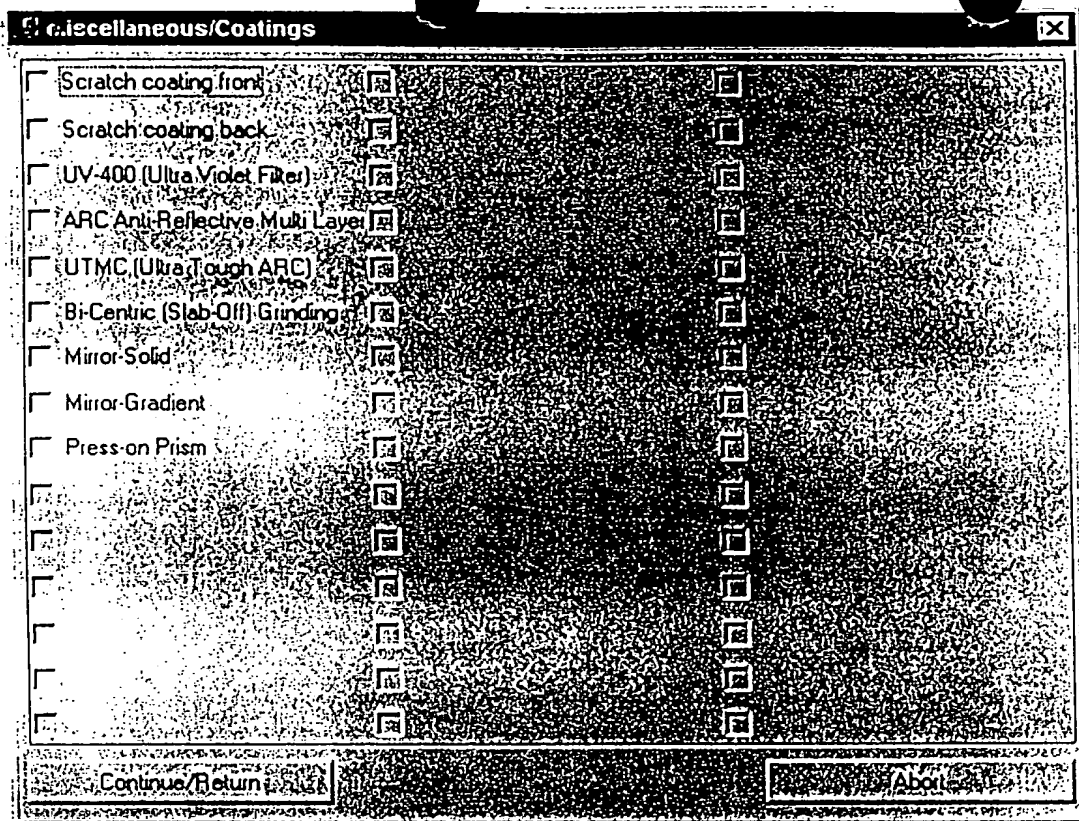 Miscellaneous/Coatings
Scratch coating front
Scratch coating back
UV-400 (Ultra Violet Filter)
ARC Anti-Reflective Multi Layer
UTMC (Ultra Tough ARC)
Bi-Centric (Slab-Off) Grinding
Mirror-Solid
Mirror-Gradient
Press-on Prism
Continue/Return
Abort